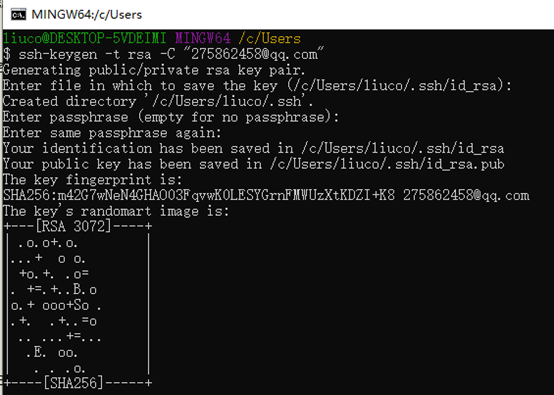 MINGW64:/c/Users
liuco@DESKTOP-5VDEIMI MINGW64 /c/Users
$ ssh-keygen -t rsa -C "275862458@qq.com"
Generating public/private rsa key pair.
Enter file in which to save the key (/c/Users/liuco/.ssh/id_rsa):
Created directory '/c/Users/liuco/.ssh'.
Enter passphrase (empty for no passphrase):
Enter same passphrase again:
Your identification has been saved in /c/Users/liuco/.ssh/id_rsa
Your public key has been saved in /c/Users/liuco/.ssh/id_rsa.pub
The key fingerprint is:
SHA256:m42G7wNeN4GHAOO3FqvwK0LESYGrnFMWUzXtKDZI+K8 275862458@qq.com
The key's randomart image is:
+---[RSA 3072]----+
| .o.o+.o.        |
|...+  o o.       |
|  +o.+. .o=      |
|. +=.+..B.o      |
|o.+ ooo+So .     |
|.+.  .+..=o      |
| .. ...+=...     |
|  .E. oo.        |
|   . . .o.       |
+----[SHA256]-----+